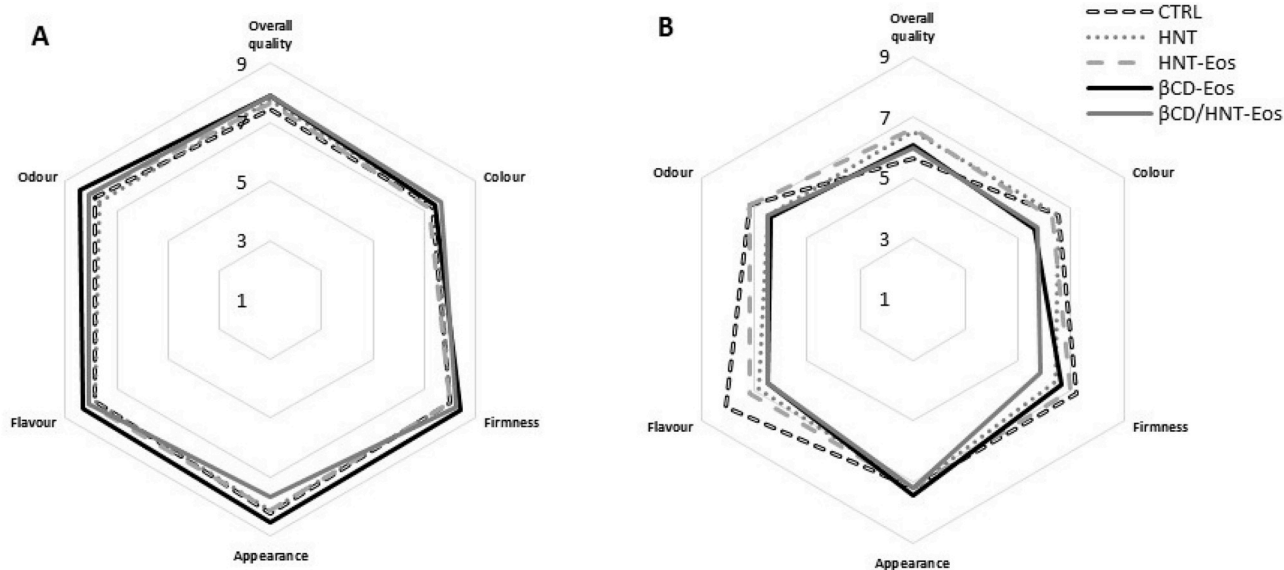 A
Overall
quality
9
7
5
3
1
Odour
Colour
Flavour
Firmness
Appearance
B
Overall
quality
9
7
5
3
1
Odour
Colour
Flavour
Firmness
Appearance
CTRL
HNT
HNT-Eos
βCD-Eos
βCD/HNT-Eos